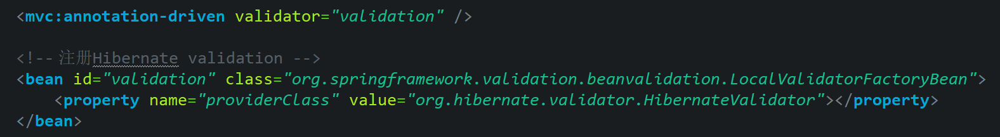 <mvc:annotation-driven validator="validation" />
<!-- 注册Hibernate validation -->
<bean id="validation" class="org.springframework.validation.beanvalidation.LocalValidatorFactoryBean">
<property name="providerClass" value="org.hibernate.validator.HibernateValidator"></property>
</bean>